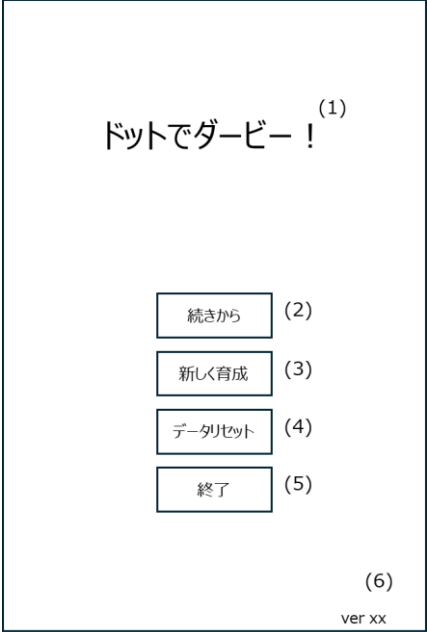 (1)
ドットでダービー！
続きから (2)
新しく育成 (3)
データリセット (4)
終了 (5)
(6)
ver xx